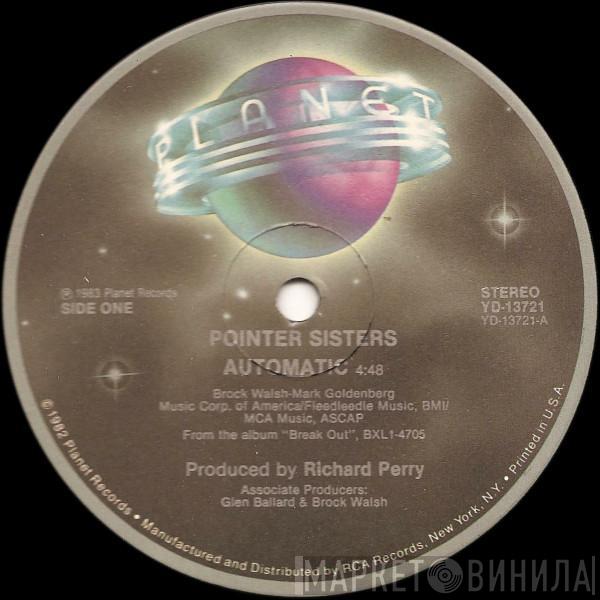 PLANET
℗ 1983 Planet Records
SIDE ONE
STEREO
YD-13721
YD-13721-A
POINTER SISTERS
AUTOMATIC 4:48
Brock Walsh-Mark Goldenberg
Music Corp. of America/Fleedleedle Music, BMI/
MCA Music, ASCAP
From the album "Break Out", BXL1-4705
Produced by Richard Perry
Associate Producers:
Glen Ballard & Brock Walsh
© 1982 Planet Records • Manufactured and Distributed by RCA Records, New York, N.Y. • Printed in U.S.A.
МАРКЕТ ВИНИЛА